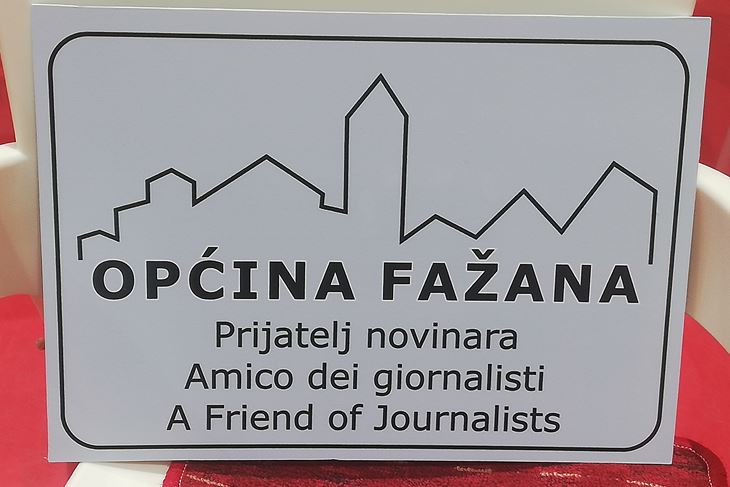 OPĆINA FAŽANA
Prijatelj novinara
Amico dei giornalisti
A Friend of Journalists